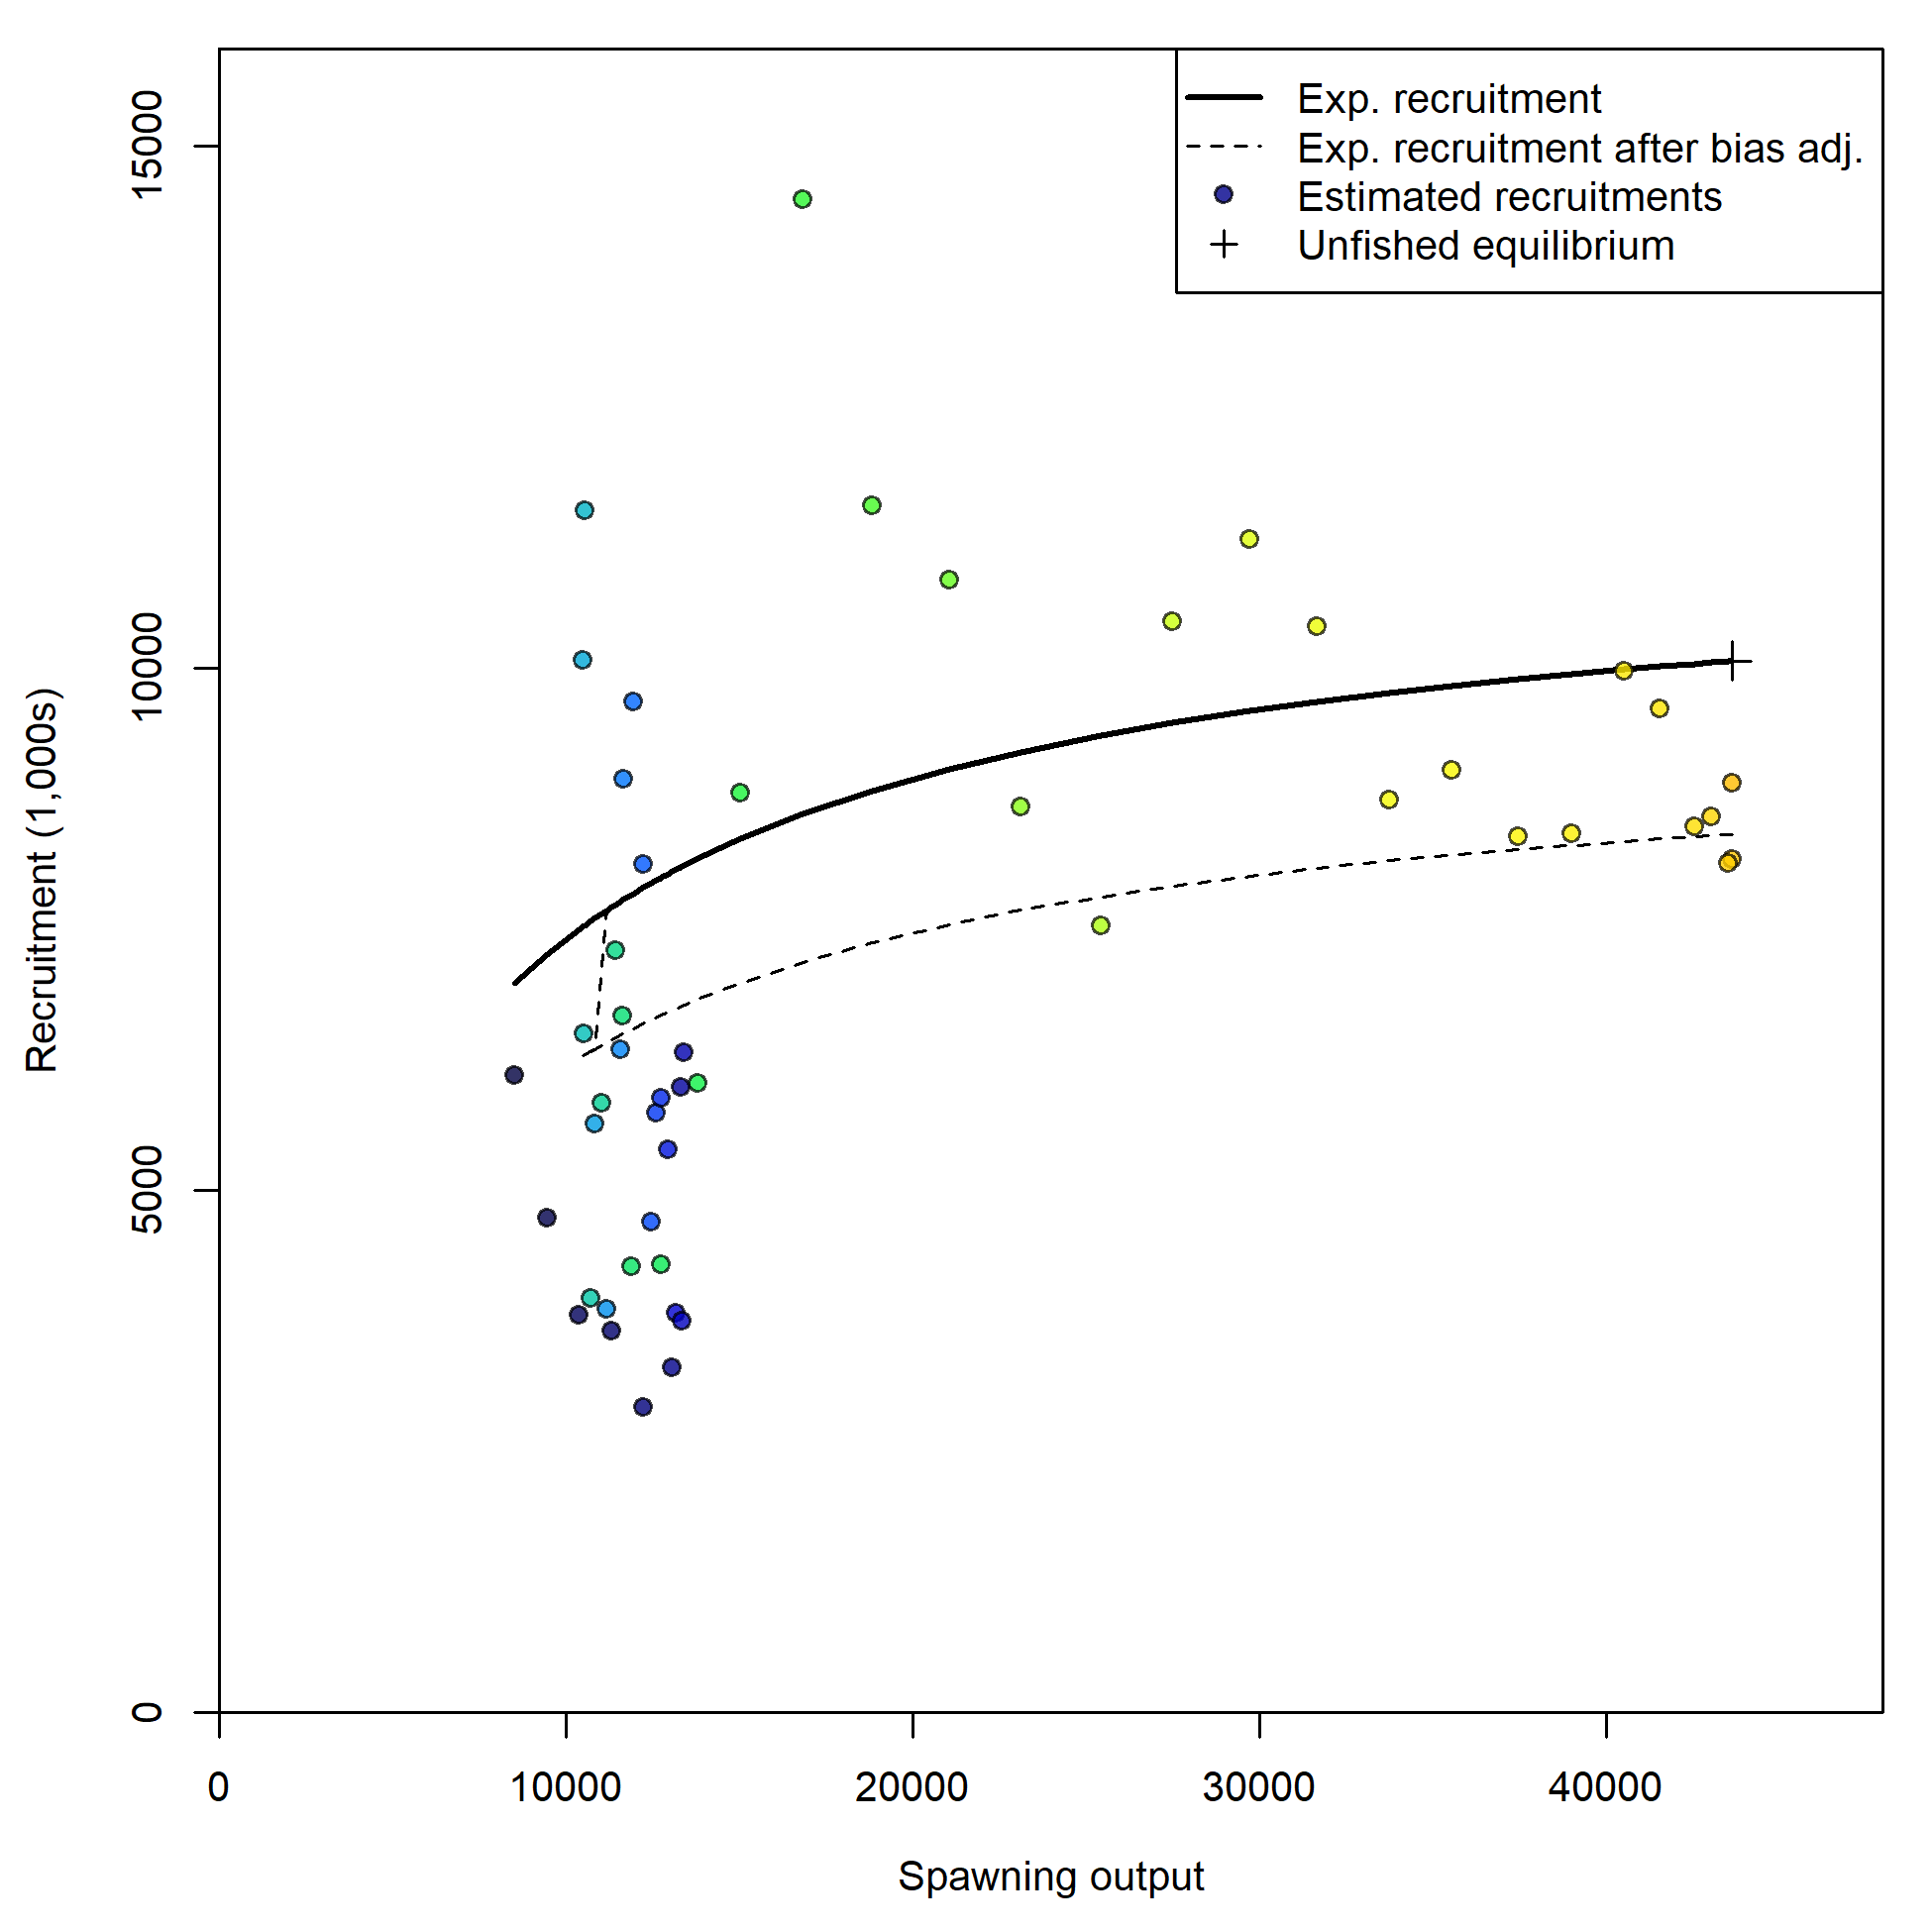 Exp. recruitment
Exp. recruitment after bias adj.
Estimated recruitments
Unfished equilibrium
15000
10000
5000
0
Recruitment (1,000s)
0 10000 20000 30000 40000
Spawning output